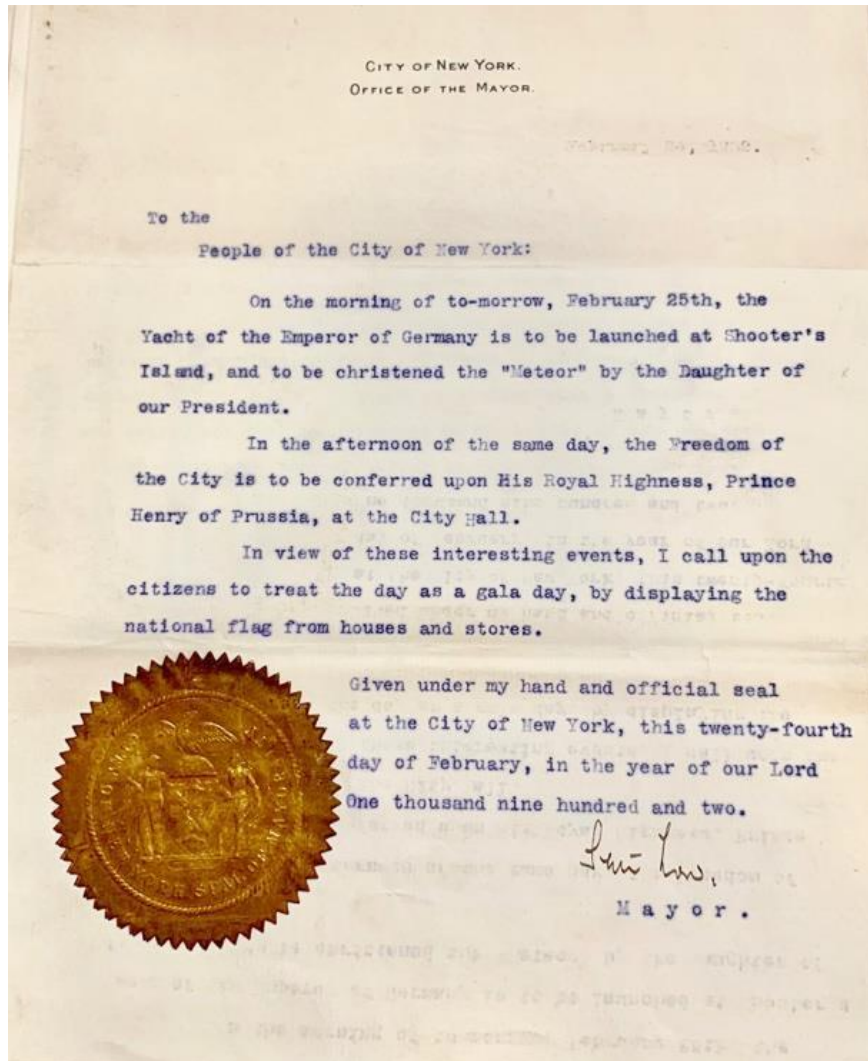 CITY OF NEW YORK.
OFFICE OF THE MAYOR.
February 24, 1902.
To the
People of the City of New York:
On the morning of to-morrow, February 25th, the
Yacht of the Emperor of Germany is to be launched at Shooter's
Island, and to be christened the "Meteor" by the Daughter of
our President.
In the afternoon of the same day, the Freedom of
the City is to be conferred upon His Royal Highness, Prince
Henry of Prussia, at the City Hall.
In view of these interesting events, I call upon the
citizens to treat the day as a gala day, by displaying the
national flag from houses and stores.
Given under my hand and official seal
at the City of New York, this twenty-fourth
day of February, in the year of our Lord
One thousand nine hundred and two.
Seth Low.
Mayor.